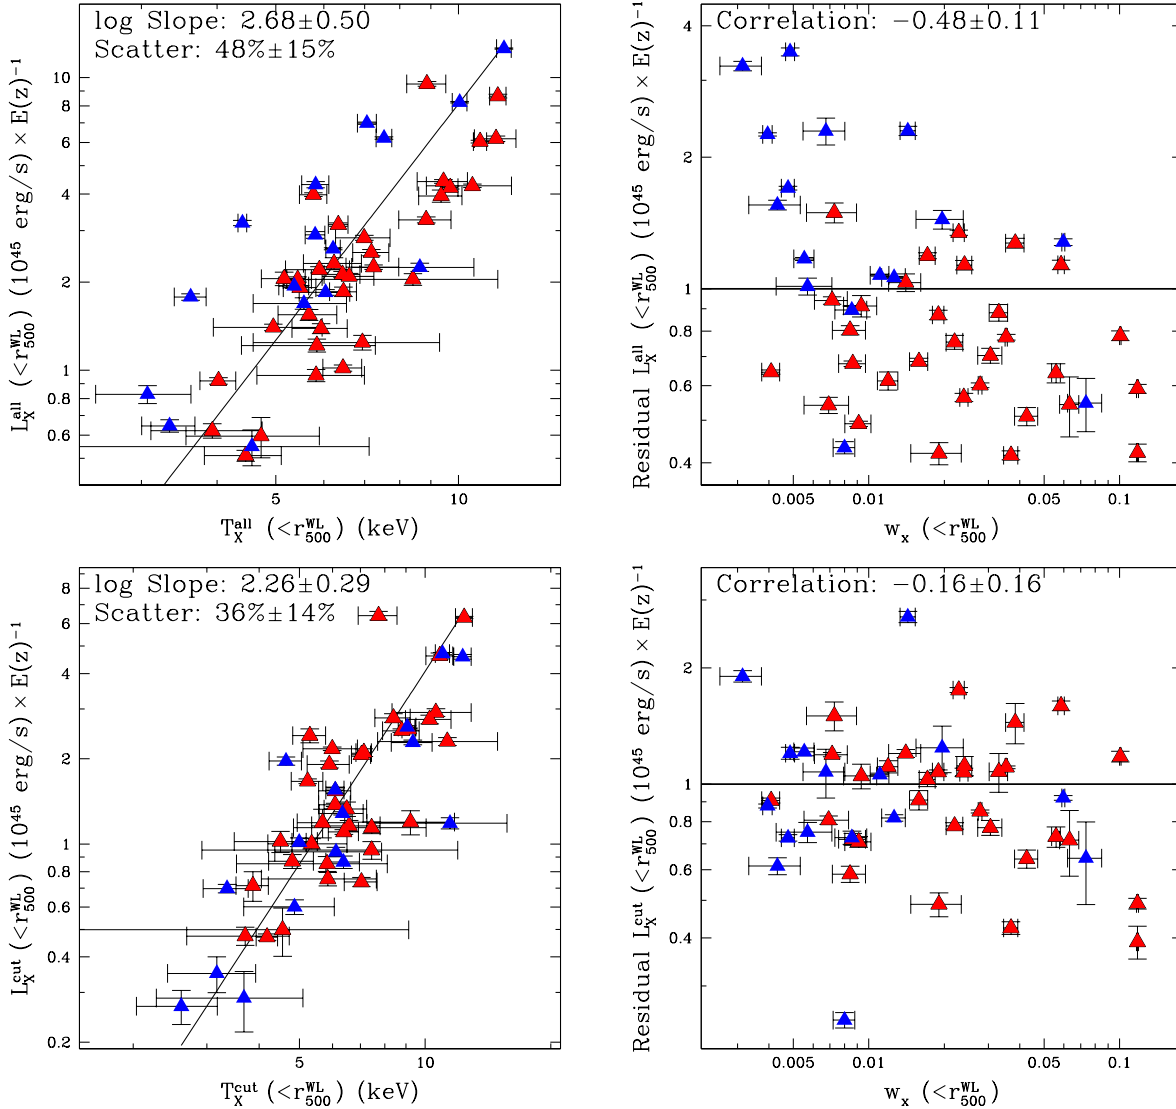 log Slope: 2.68±0.50
Scatter: 48%±15%
10
8
6
4
2
1
0.8
0.6
5
10
L_X^all (<r_500^WL) (10^45 erg/s) × E(z)^−1
T_X^all (<r_500^WL) (keV)
Correlation: −0.48±0.11
4
2
1
0.8
0.6
0.4
0.005
0.01
0.05
0.1
Residual L_X^all (<r_500^WL) (10^45 erg/s) × E(z)^−1
w_x (<r_500^WL)
log Slope: 2.26±0.29
Scatter: 36%±14%
8
6
4
2
1
0.8
0.6
0.4
0.2
5
10
L_X^cut (<r_500^WL) (10^45 erg/s) × E(z)^−1
T_X^cut (<r_500^WL) (keV)
Correlation: −0.16±0.16
2
1
0.8
0.6
0.4
0.005
0.01
0.05
0.1
Residual L_X^cut (<r_500^WL) (10^45 erg/s) × E(z)^−1
w_x (<r_500^WL)